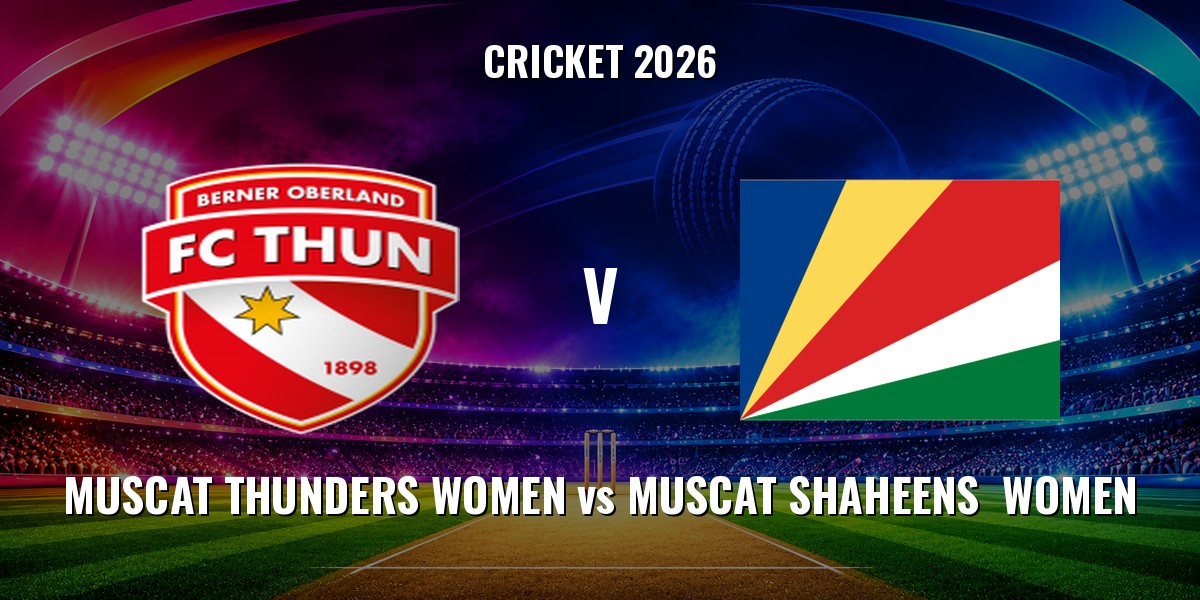 CRICKET 2026
BERNER OBERLAND
FC THUN
1898
V
MUSCAT THUNDERS WOMEN vs MUSCAT SHAHEENS  WOMEN